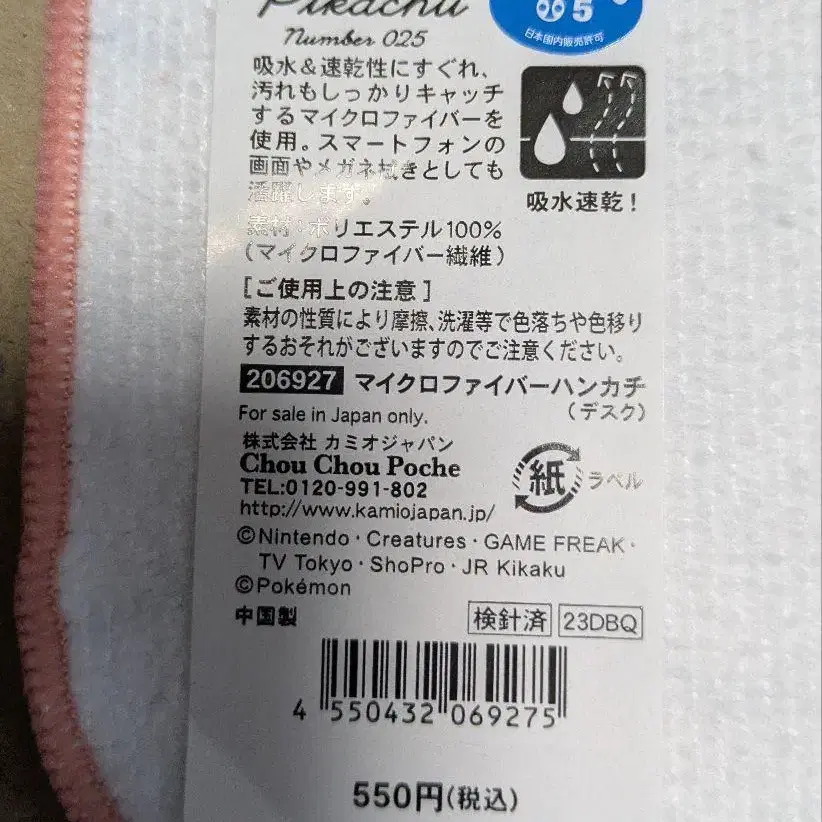 Pikachu
Number 025
吸水&速乾性にすぐれ、
汚れもしっかりキャッチ
するマイクロファイバーを
使用。スマートフォンの
画面やメガネ拭きとしても
活躍します。
素材:ポリエステル100%
(マイクロファイバー繊維)
吸水速乾!
5
日本国内販売許可
[ご使用上の注意]
素材の性質により摩擦、洗濯等で色落ちや色移り
するおそれがございますのでご注意ください。
206927 マイクロファイバーハンカチ
(デスク)
For sale in Japan only.
株式会社 カミオジャパン
Chou Chou Poche
TEL:0120-991-802
http://www.kamiojapan.jp/
紙 ラベル
©Nintendo・Creatures・GAME FREAK・
TV Tokyo・ShoPro・JR Kikaku
©Pokémon
中国製
検針済 23DBQ
4 550432 069275
550円(税込)